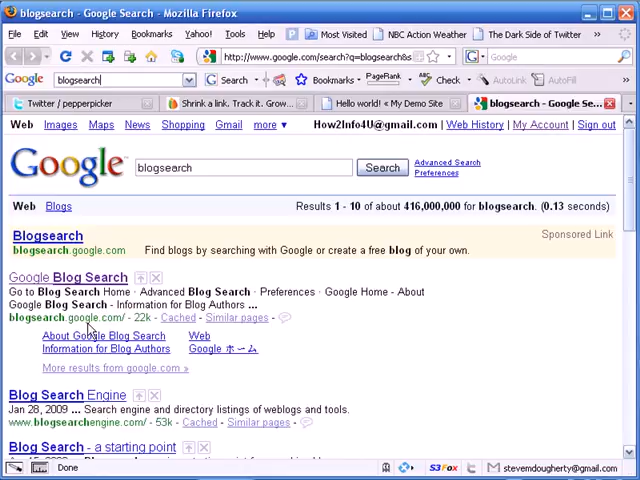 blogsearch - Google Search - Mozilla Firefox
File Edit View History Bookmarks Yahoo! Tools Most Visited NBC Action Weather The Dark Side of Twitter
http://www.google.com/search?q=blogsearch&s Google
Google blogsearch Search Bookmarks PageRank Check AutoLink AutoFill
Twitter / pepperpicker Shrink a link. Track it. Grow... Hello world! « My Demo Site blogsearch - Google Se...
Web Images Maps News Shopping Gmail more ▼ How2Info4U@gmail.com | Web History | My Account | Sign out
Google blogsearch Search Advanced Search
Preferences
Web Blogs Results 1 - 10 of about 416,000,000 for blogsearch. (0.13 seconds)
Blogsearch Sponsored Link
blogsearch.google.com Find blogs by searching with Google or create a free blog of your own.
Google Blog Search
Go to Blog Search Home · Advanced Blog Search · Preferences · Google Home - About
Google Blog Search - Information for Blog Authors ...
blogsearch.google.com/ - 22k - Cached - Similar pages -
About Google Blog Search Web
Information for Blog Authors Google ホーム
More results from google.com »
Blog Search Engine
Jan 28, 2009 ... Search engine and directory listings of weblogs and tools.
www.blogsearchengine.com/ - 53k - Cached - Similar pages -
Blog Search - a starting point
Done S3Fox stevemdougherty@gmail.com